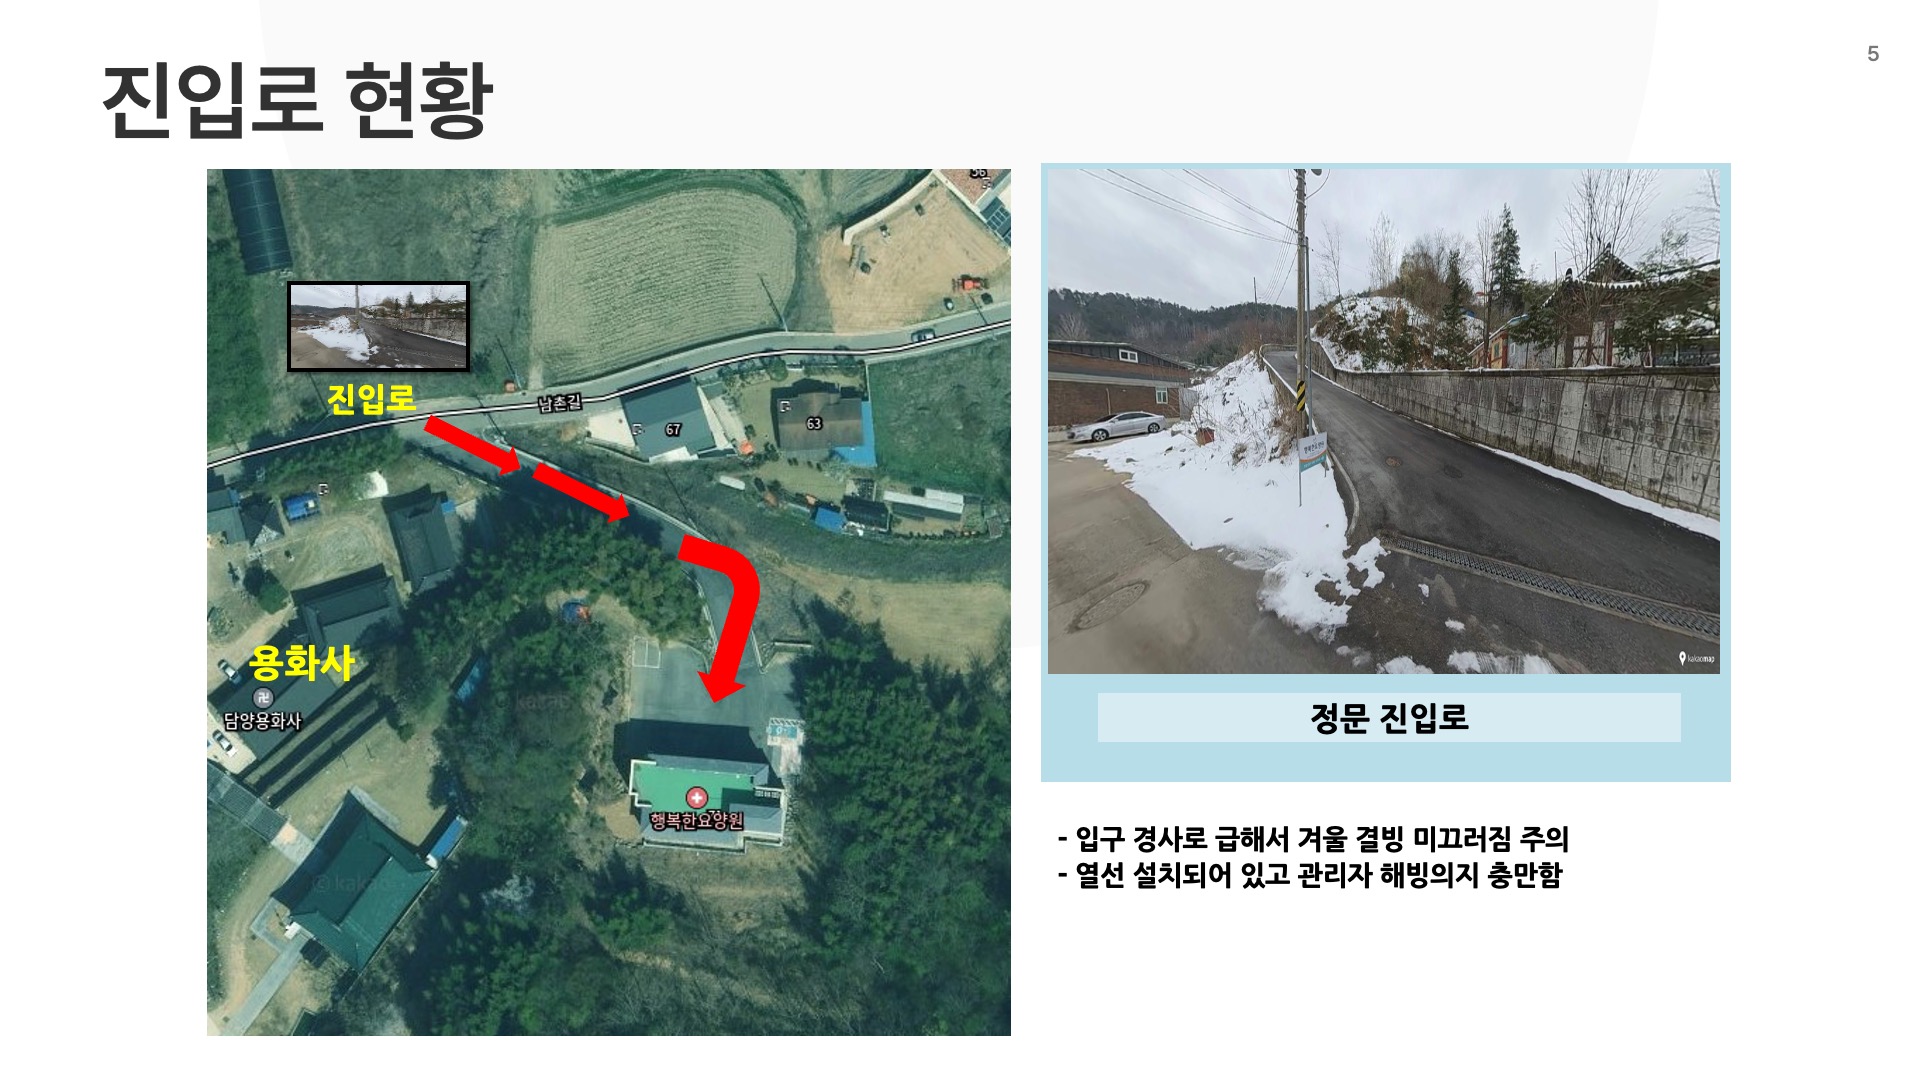 5
진입로 현황
56
진입로
남촌길
67
63
용화사
담양용화사
행복한요양원
kakaomap
정문 진입로
- 입구 경사로 급해서 겨울 결빙 미끄러짐 주의
- 열선 설치되어 있고 관리자 해빙의지 충만함